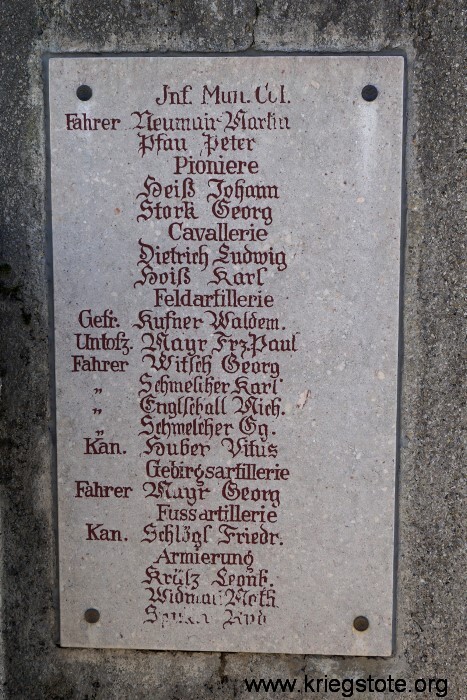 Inf. Mun. Col.
Fahrer Neumair Martin
Pfau Peter
Pioniere
Heiß Johann
Stork Georg
Cavallerie
Dietrich Ludwig
Hoiß Karl
Feldartillerie
Gefr. Kufner Waldem.
Untofz. Mayr Frz. Paul
Fahrer Witsch Georg
„ Schmelcher Karl
„ Englschall Mich.
„ Schmelcher Gg.
Kan. Huber Vitus
Gebirgsartillerie
Fahrer Mayr Georg
Fussartillerie
Kan. Schlögl Friedr.
Armierung
Krülz Leonh.
www.kriegstote.org